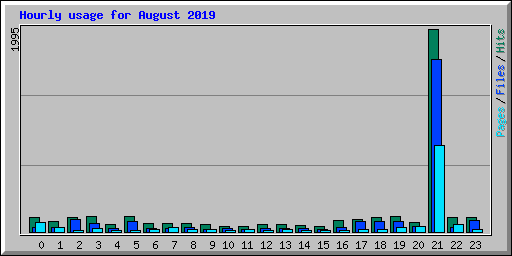 Hourly usage for August 2019
1995
Pages/Files/Hits
0 1 2 3 4 5 6 7 8 9 10 11 12 13 14 15 16 17 18 19 20 21 22 23